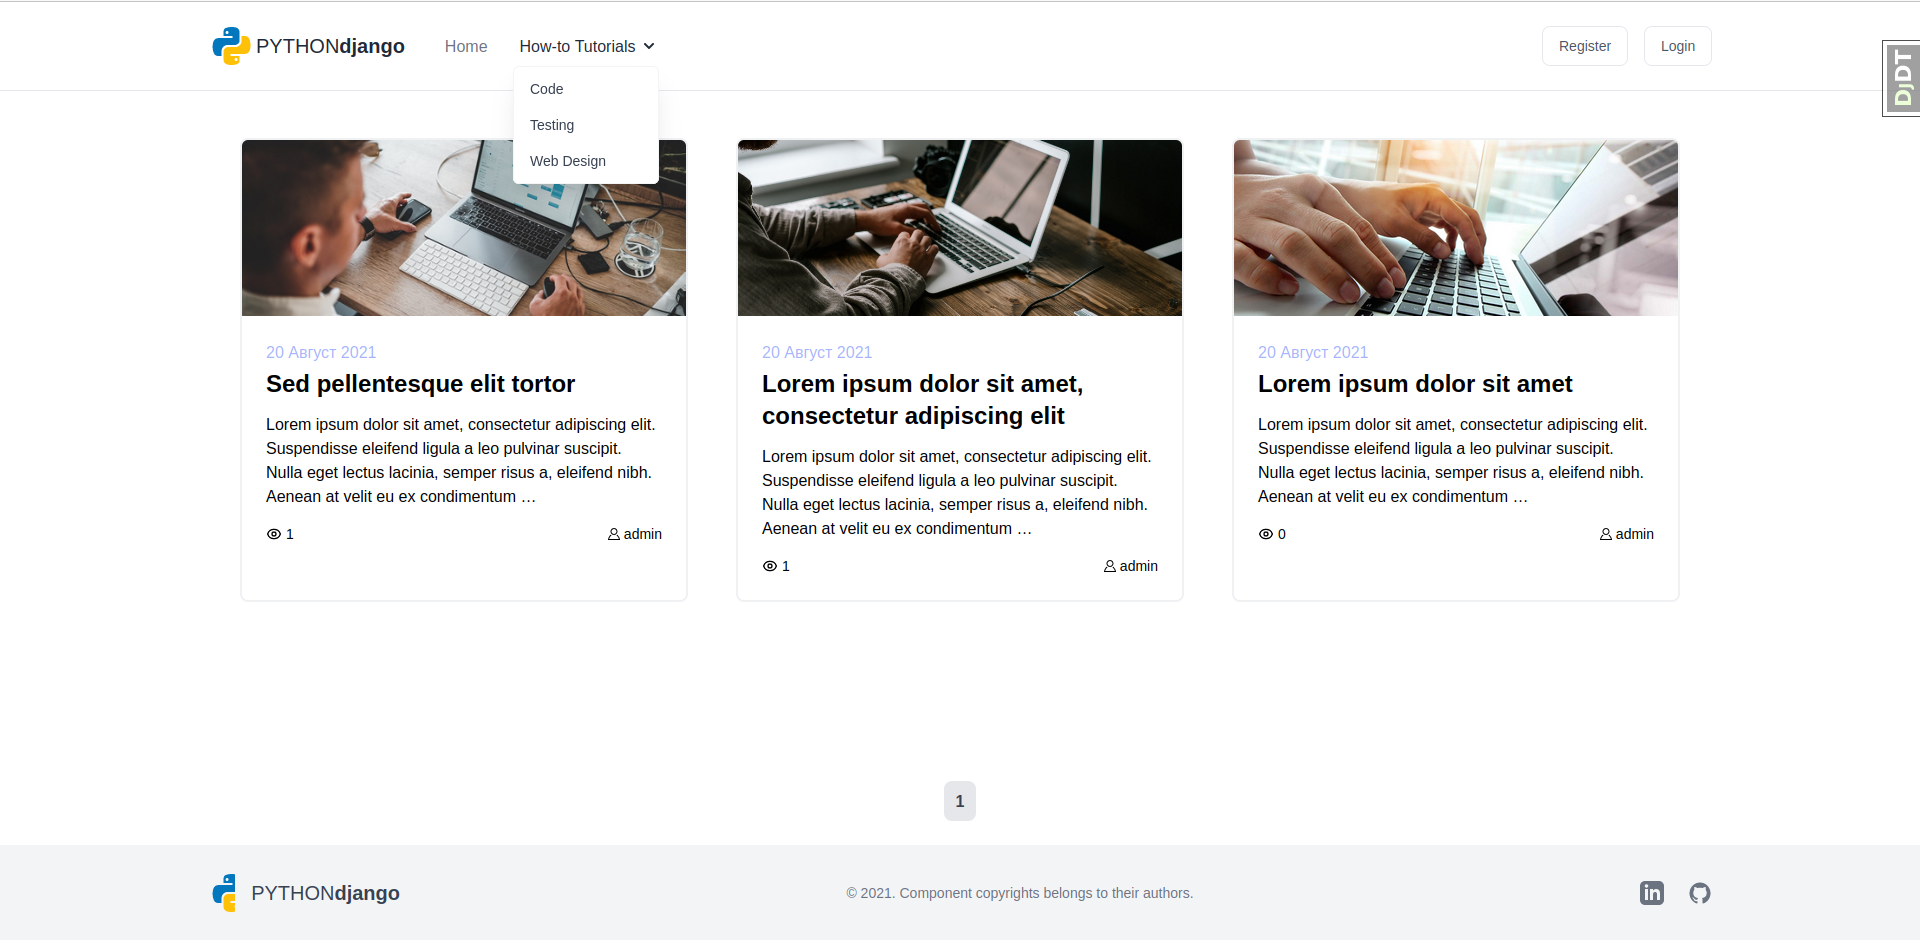 PYTHONdjango
Home
How-to Tutorials
Register
Login
DjDT
Code
Testing
Web Design
20 Август 2021
Sed pellentesque elit tortor
Lorem ipsum dolor sit amet, consectetur adipiscing elit.
Suspendisse eleifend ligula a leo pulvinar suscipit.
Nulla eget lectus lacinia, semper risus a, eleifend nibh.
Aenean at velit eu ex condimentum …
1
admin
20 Август 2021
Lorem ipsum dolor sit amet,
consectetur adipiscing elit
Lorem ipsum dolor sit amet, consectetur adipiscing elit.
Suspendisse eleifend ligula a leo pulvinar suscipit.
Nulla eget lectus lacinia, semper risus a, eleifend nibh.
Aenean at velit eu ex condimentum …
1
admin
20 Август 2021
Lorem ipsum dolor sit amet
Lorem ipsum dolor sit amet, consectetur adipiscing elit.
Suspendisse eleifend ligula a leo pulvinar suscipit.
Nulla eget lectus lacinia, semper risus a, eleifend nibh.
Aenean at velit eu ex condimentum …
0
admin
1
PYTHONdjango
© 2021. Component copyrights belongs to their authors.
in